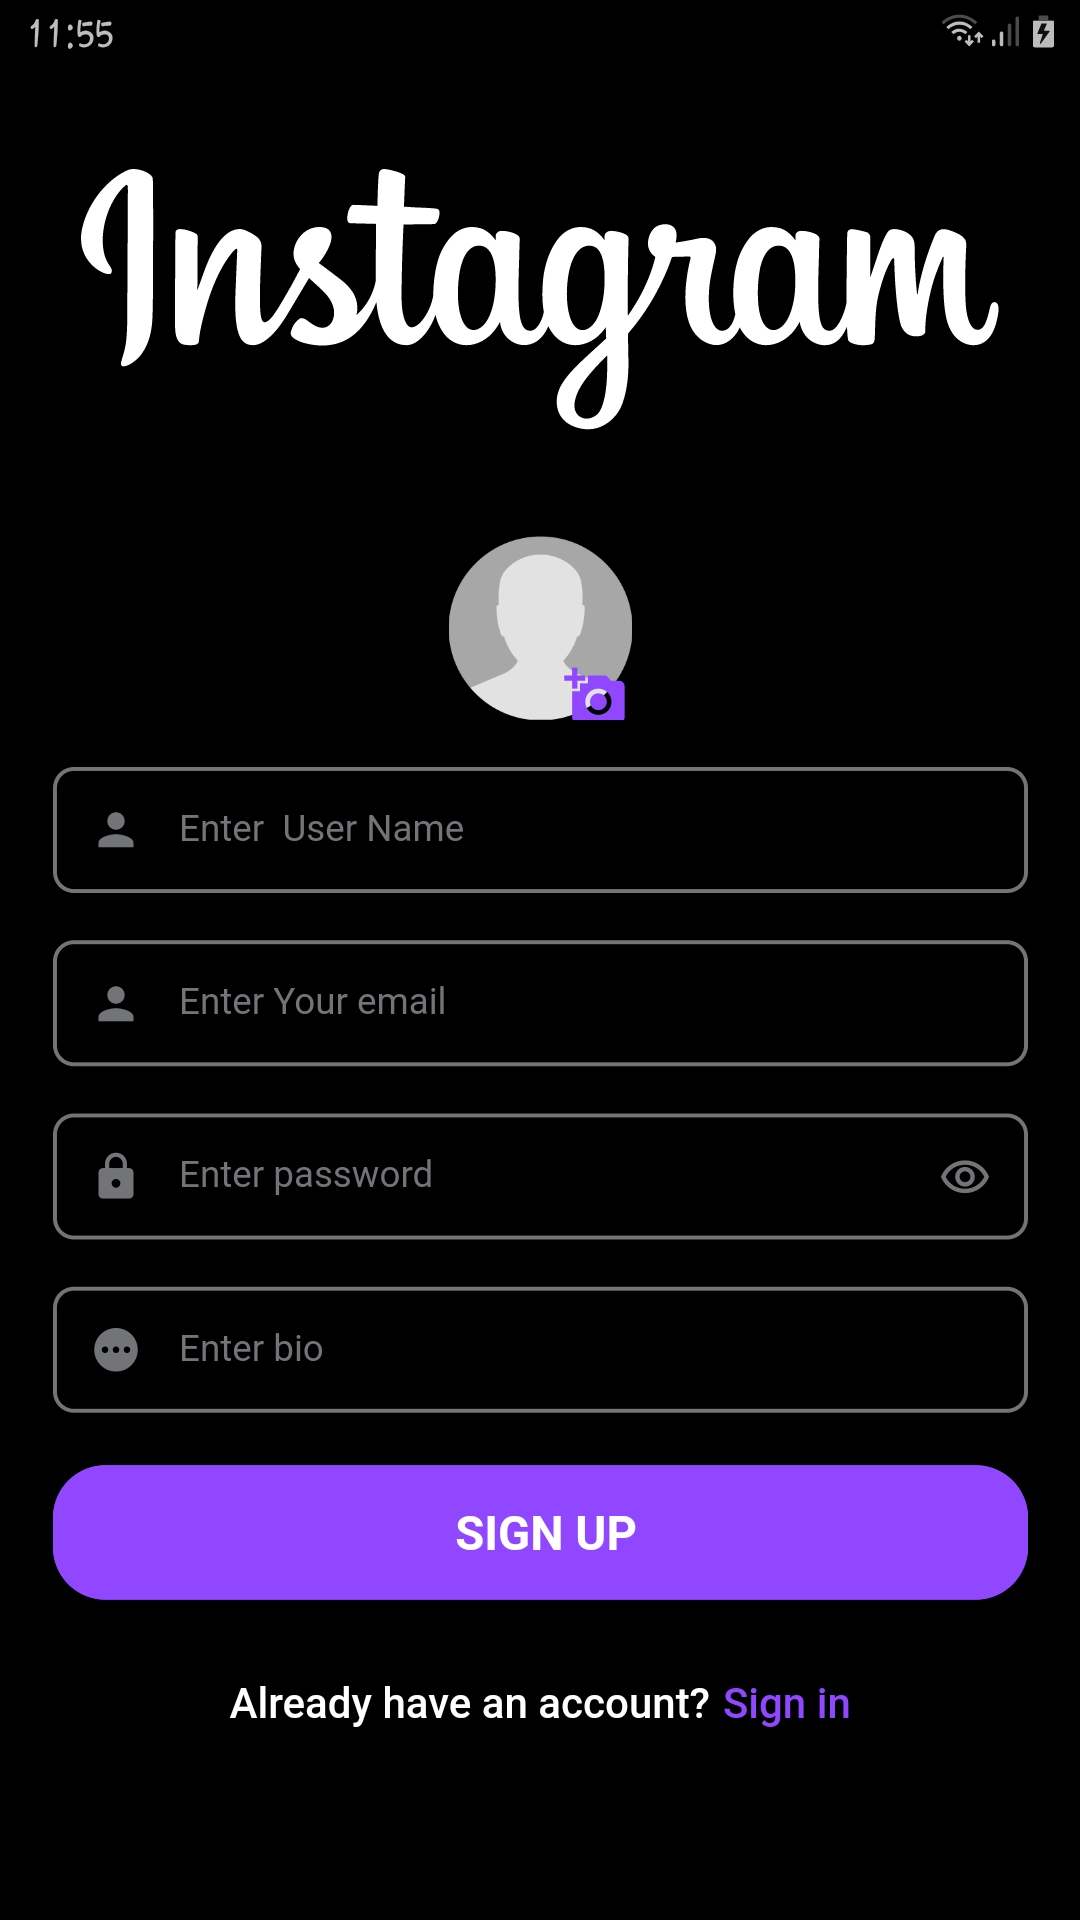 11:55
Instagram
Enter  User Name
Enter Your email
Enter password
Enter bio
SIGN UP
Already have an account? Sign in